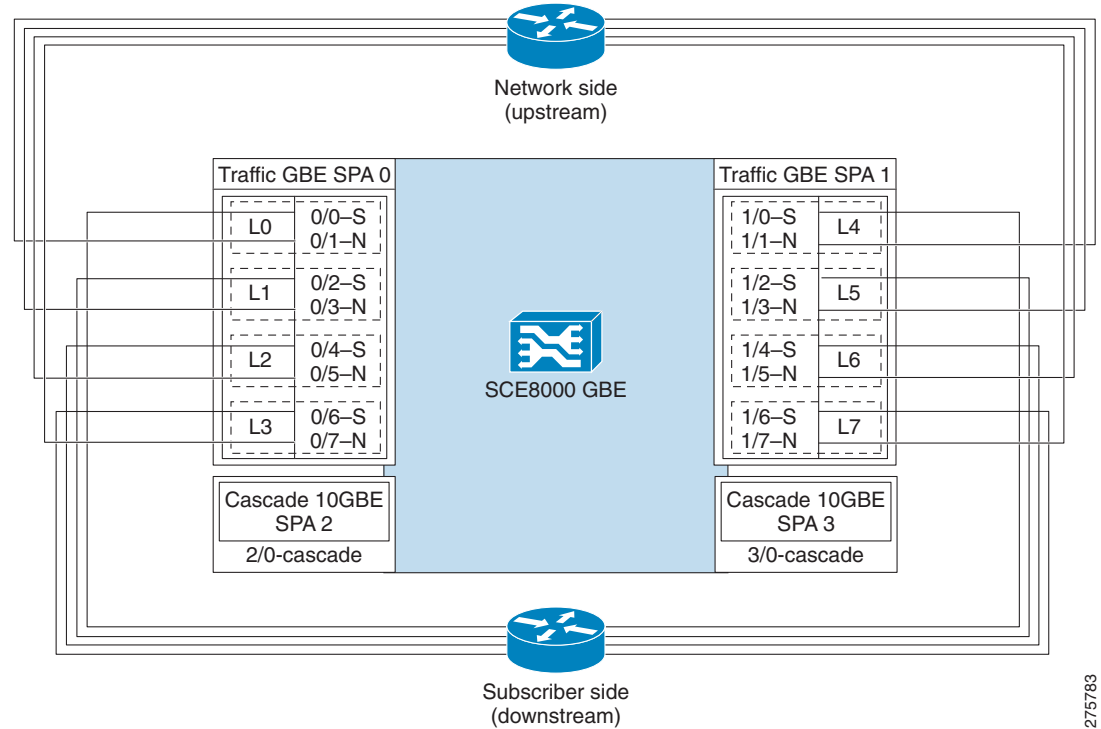 Network side
(upstream)
Traffic GBE SPA 0
L0
0/0–S
0/1–N
L1
0/2–S
0/3–N
L2
0/4–S
0/5–N
L3
0/6–S
0/7–N
Cascade 10GBE
SPA 2
2/0-cascade
SCE8000 GBE
Traffic GBE SPA 1
1/0–S
1/1–N
L4
1/2–S
1/3–N
L5
1/4–S
1/5–N
L6
1/6–S
1/7–N
L7
Cascade 10GBE
SPA 3
3/0-cascade
Subscriber side
(downstream)
275783